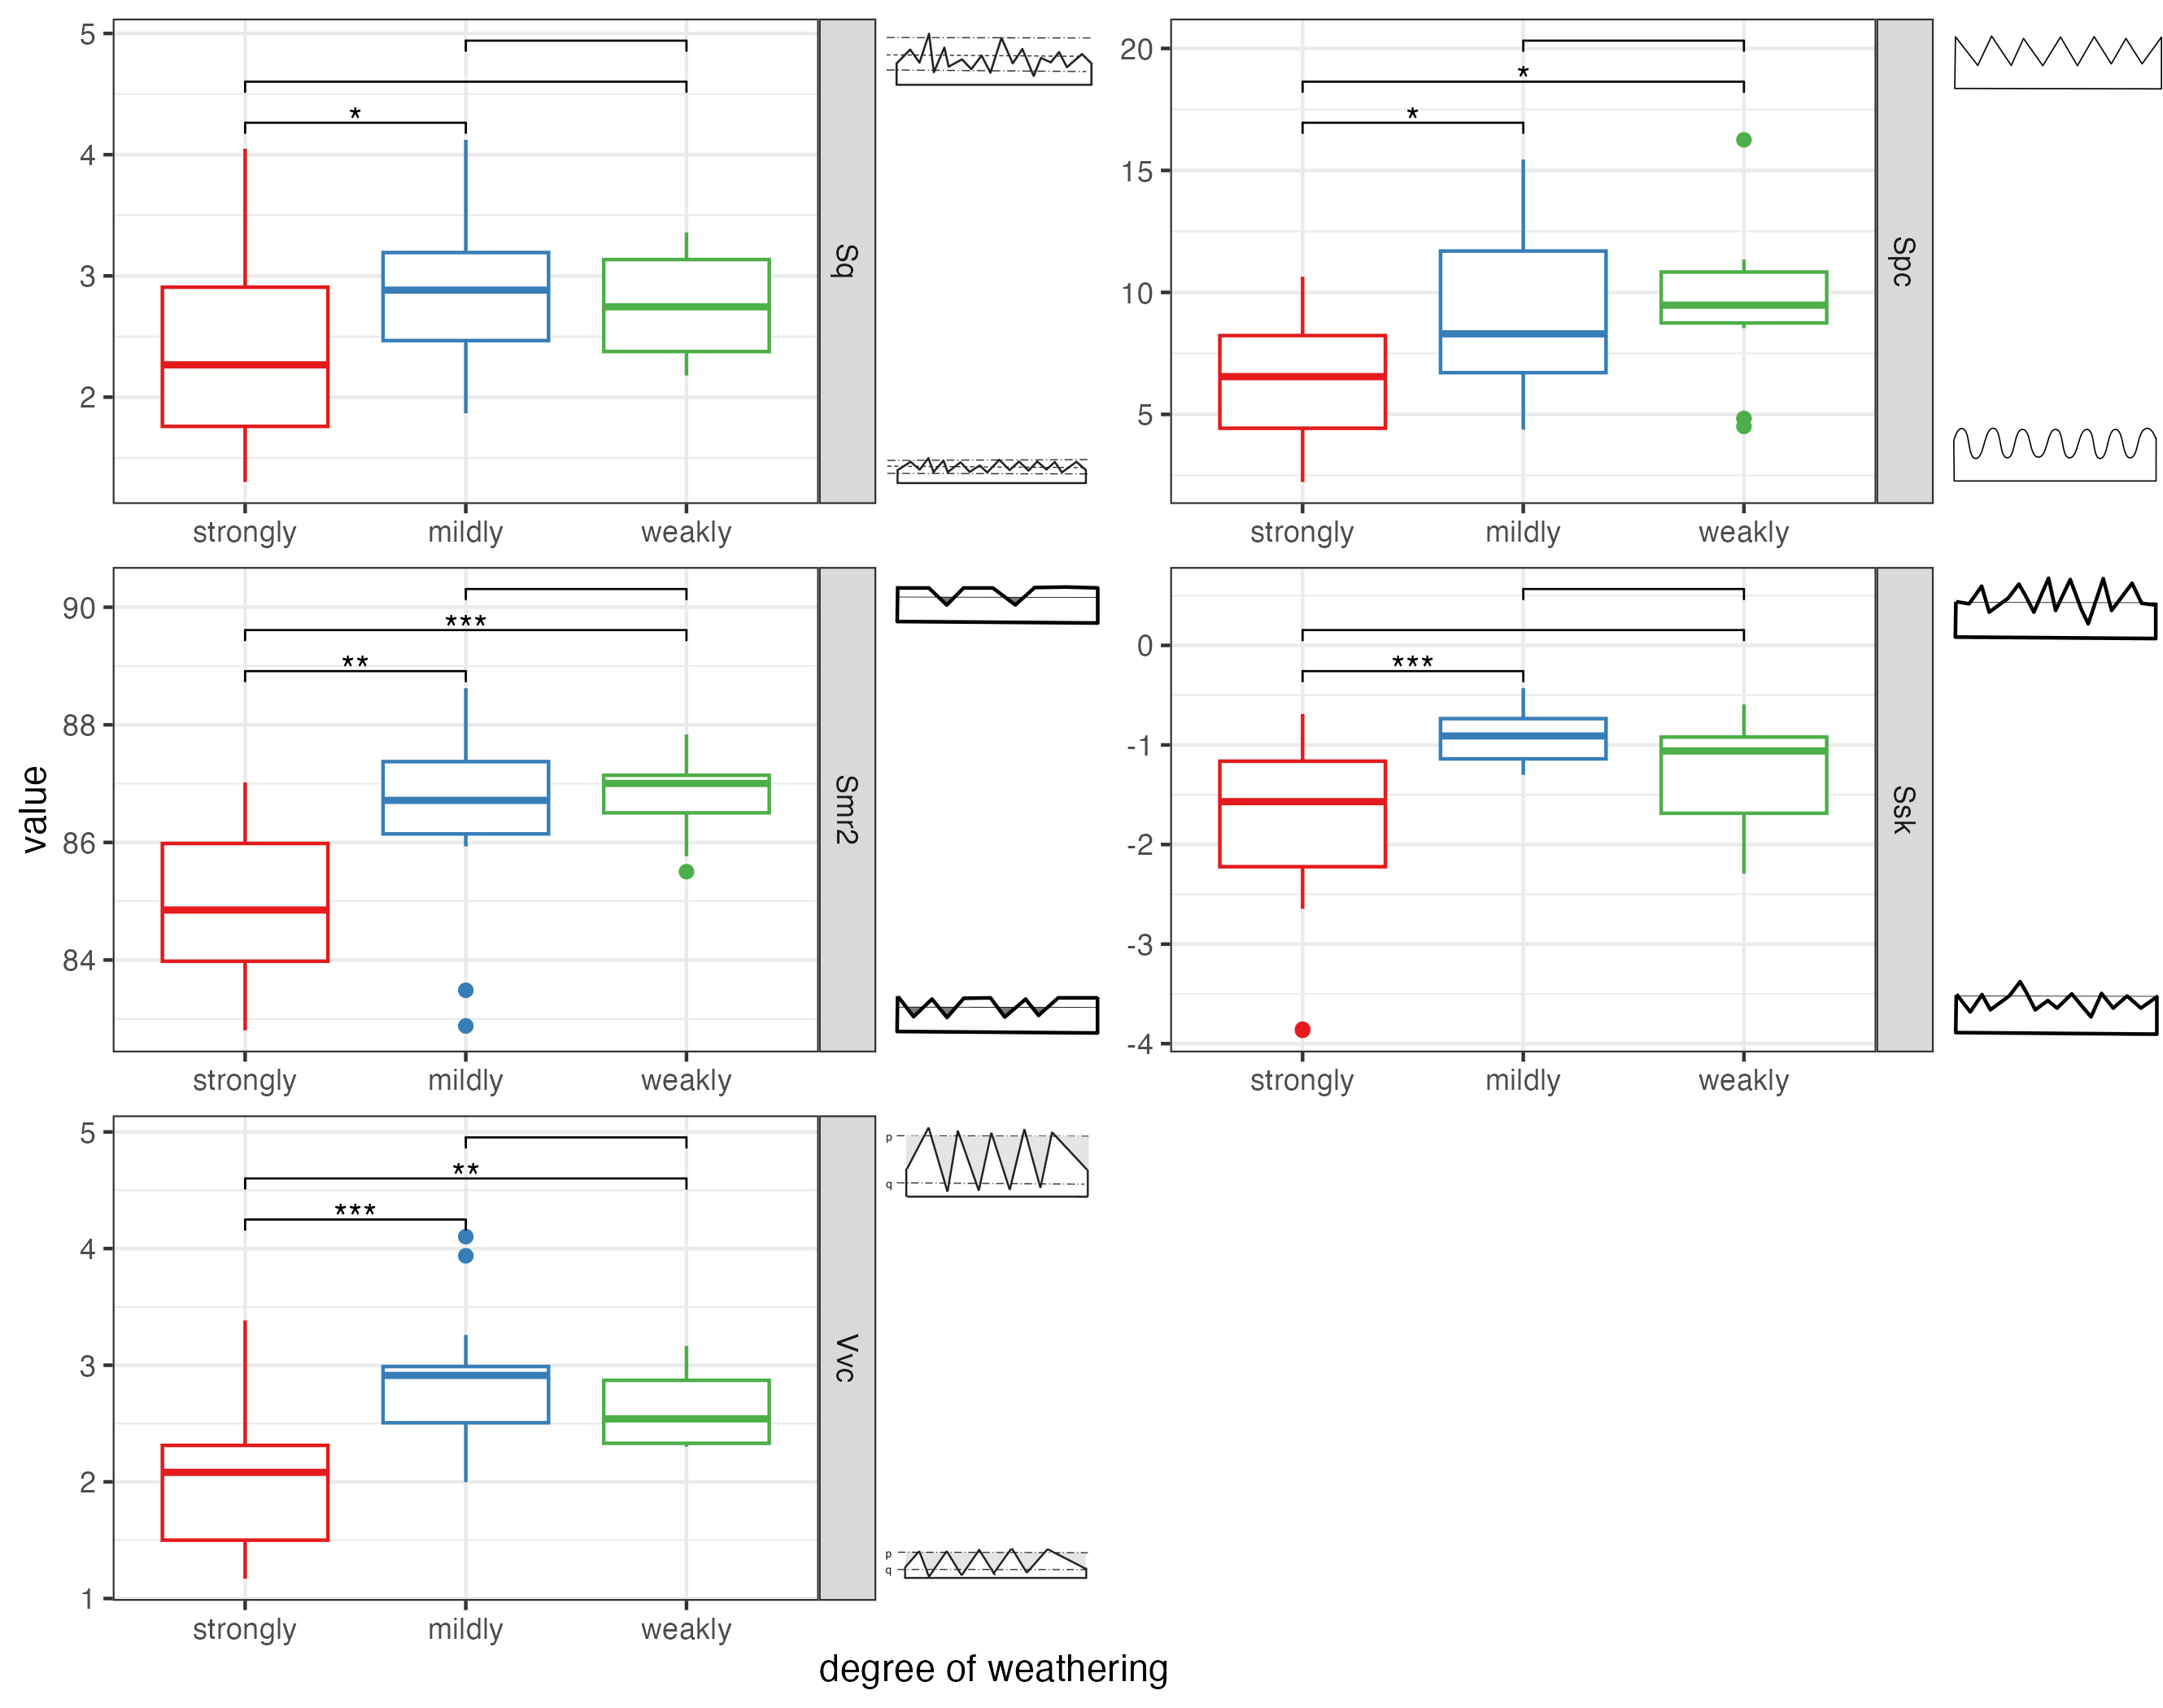 5
4
3
2
*
Sq
strongly mildly weakly
20
15
10
5
*
*
Spc
strongly mildly weakly
value
90
88
86
84
***
**
Smr2
strongly mildly weakly
0
-1
-2
-3
-4
***
Ssk
strongly mildly weakly
5
4
3
2
1
**
***
Vvc
p
q
p
q
strongly mildly weakly
degree of weathering